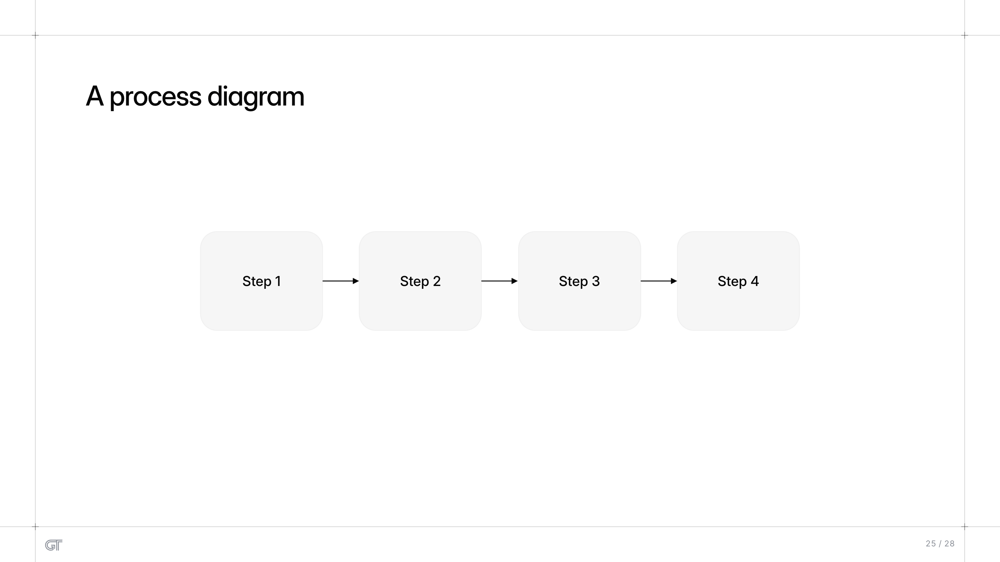 A process diagram
Step 1
Step 2
Step 3
Step 4
GT
25 / 28